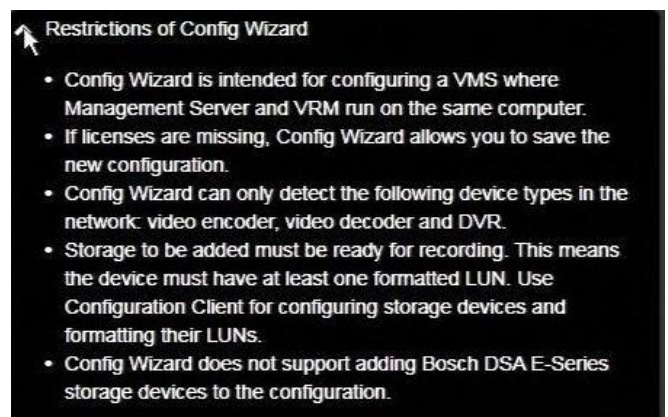 Restrictions of Config Wizard
• Config Wizard is intended for configuring a VMS where
Management Server and VRM run on the same computer.
• If licenses are missing, Config Wizard allows you to save the
new configuration.
• Config Wizard can only detect the following device types in the
network: video encoder, video decoder and DVR.
• Storage to be added must be ready for recording. This means
the device must have at least one formatted LUN. Use
Configuration Client for configuring storage devices and
formatting their LUNs.
• Config Wizard does not support adding Bosch DSA E-Series
storage devices to the configuration.